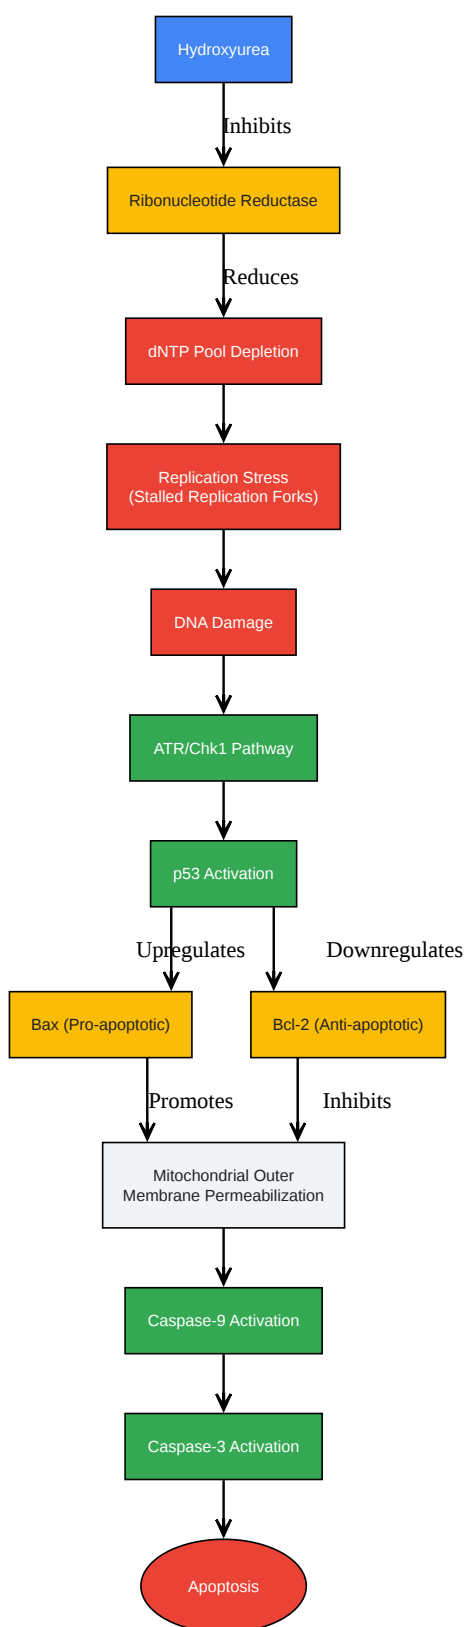 Hydroxyurea
Inhibits
Ribonucleotide Reductase
Reduces
dNTP Pool Depletion
Replication Stress
(Stalled Replication Forks)
DNA Damage
ATR/Chk1 Pathway
p53 Activation
Upregulates
Downregulates
Bax (Pro-apoptotic)
Bcl-2 (Anti-apoptotic)
Promotes
Inhibits
Mitochondrial Outer
Membrane Permeabilization
Caspase-9 Activation
Caspase-3 Activation
Apoptosis